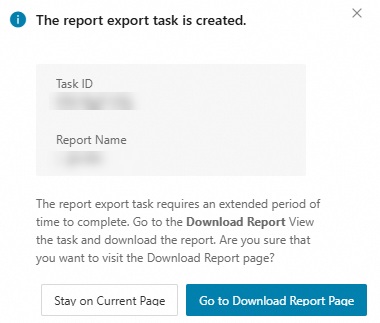 The report export task is created.
Task ID
Report Name
The report export task requires an extended period of
time to complete. Go to the Download Report View
the task and download the report. Are you sure that
you want to visit the Download Report page?
Stay on Current Page
Go to Download Report Page